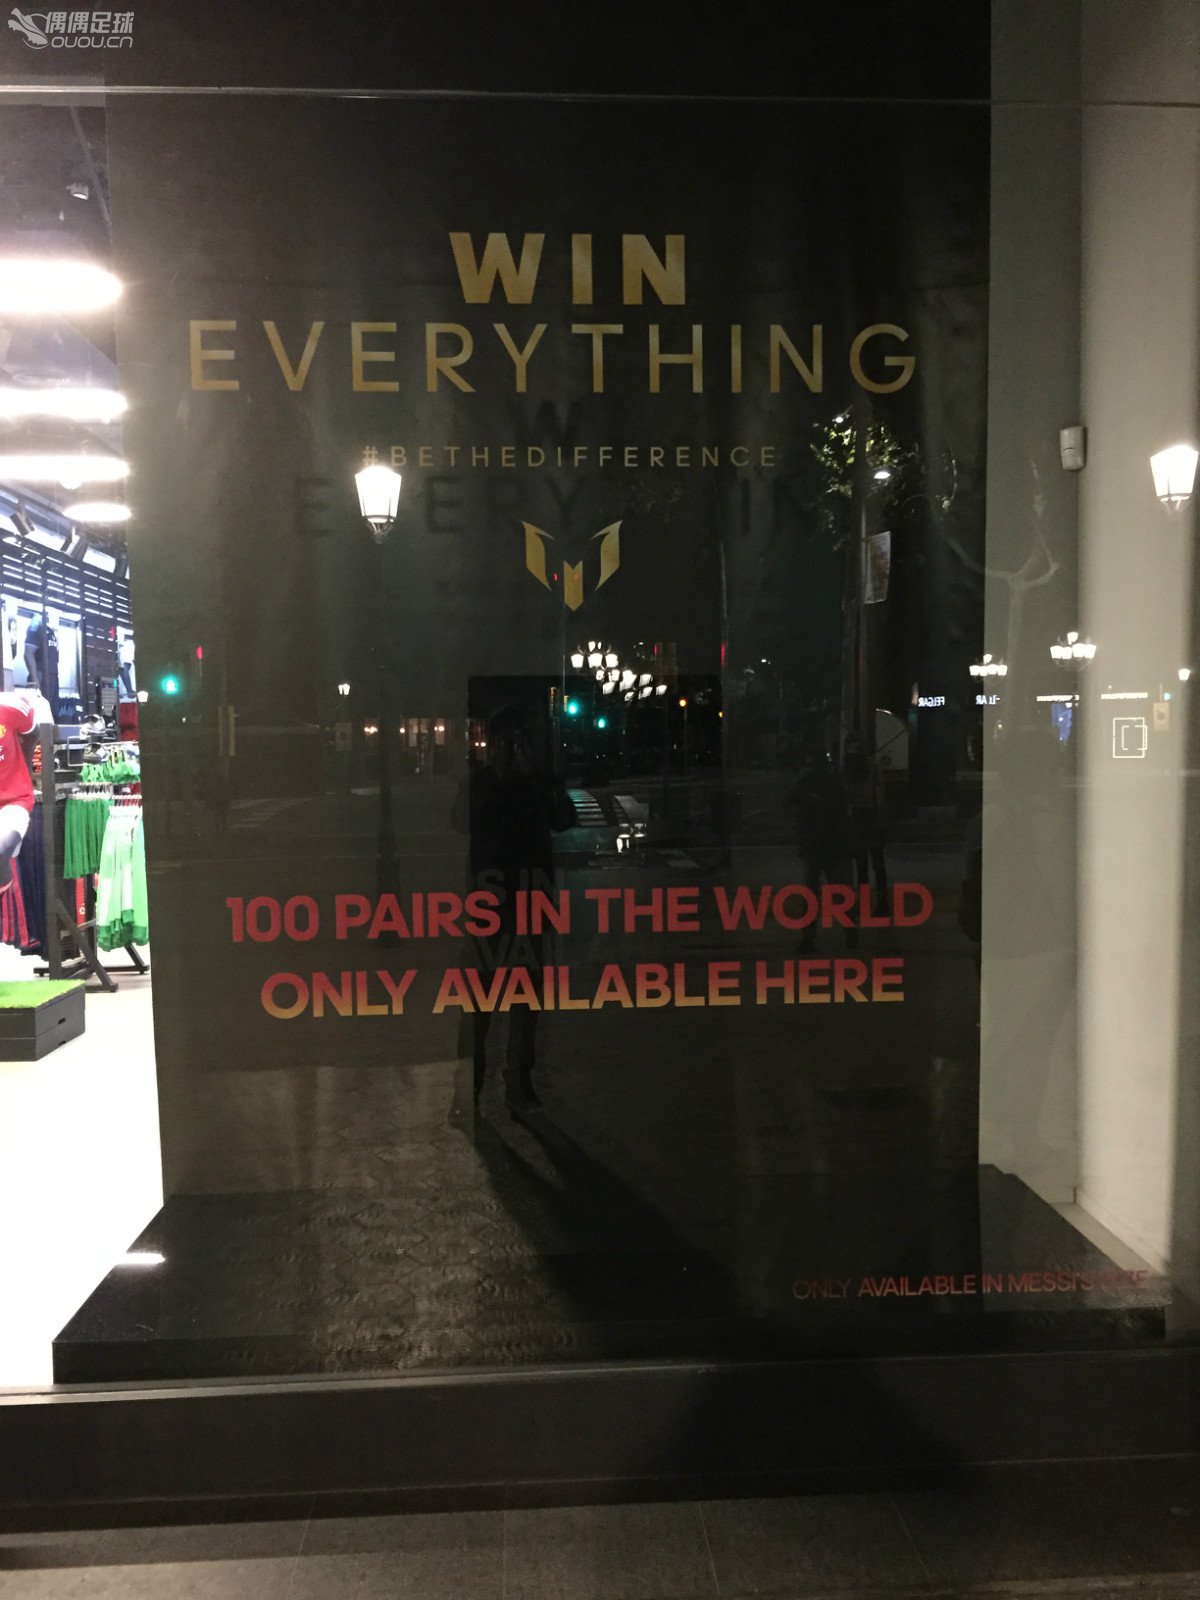 偶偶足球
OUOU.CN
WIN
EVERYTHING
#BETHEDIFFERENCE
100 PAIRS IN THE WORLD
ONLY AVAILABLE HERE
ONLY AVAILABLE IN MESSI'S SIZE